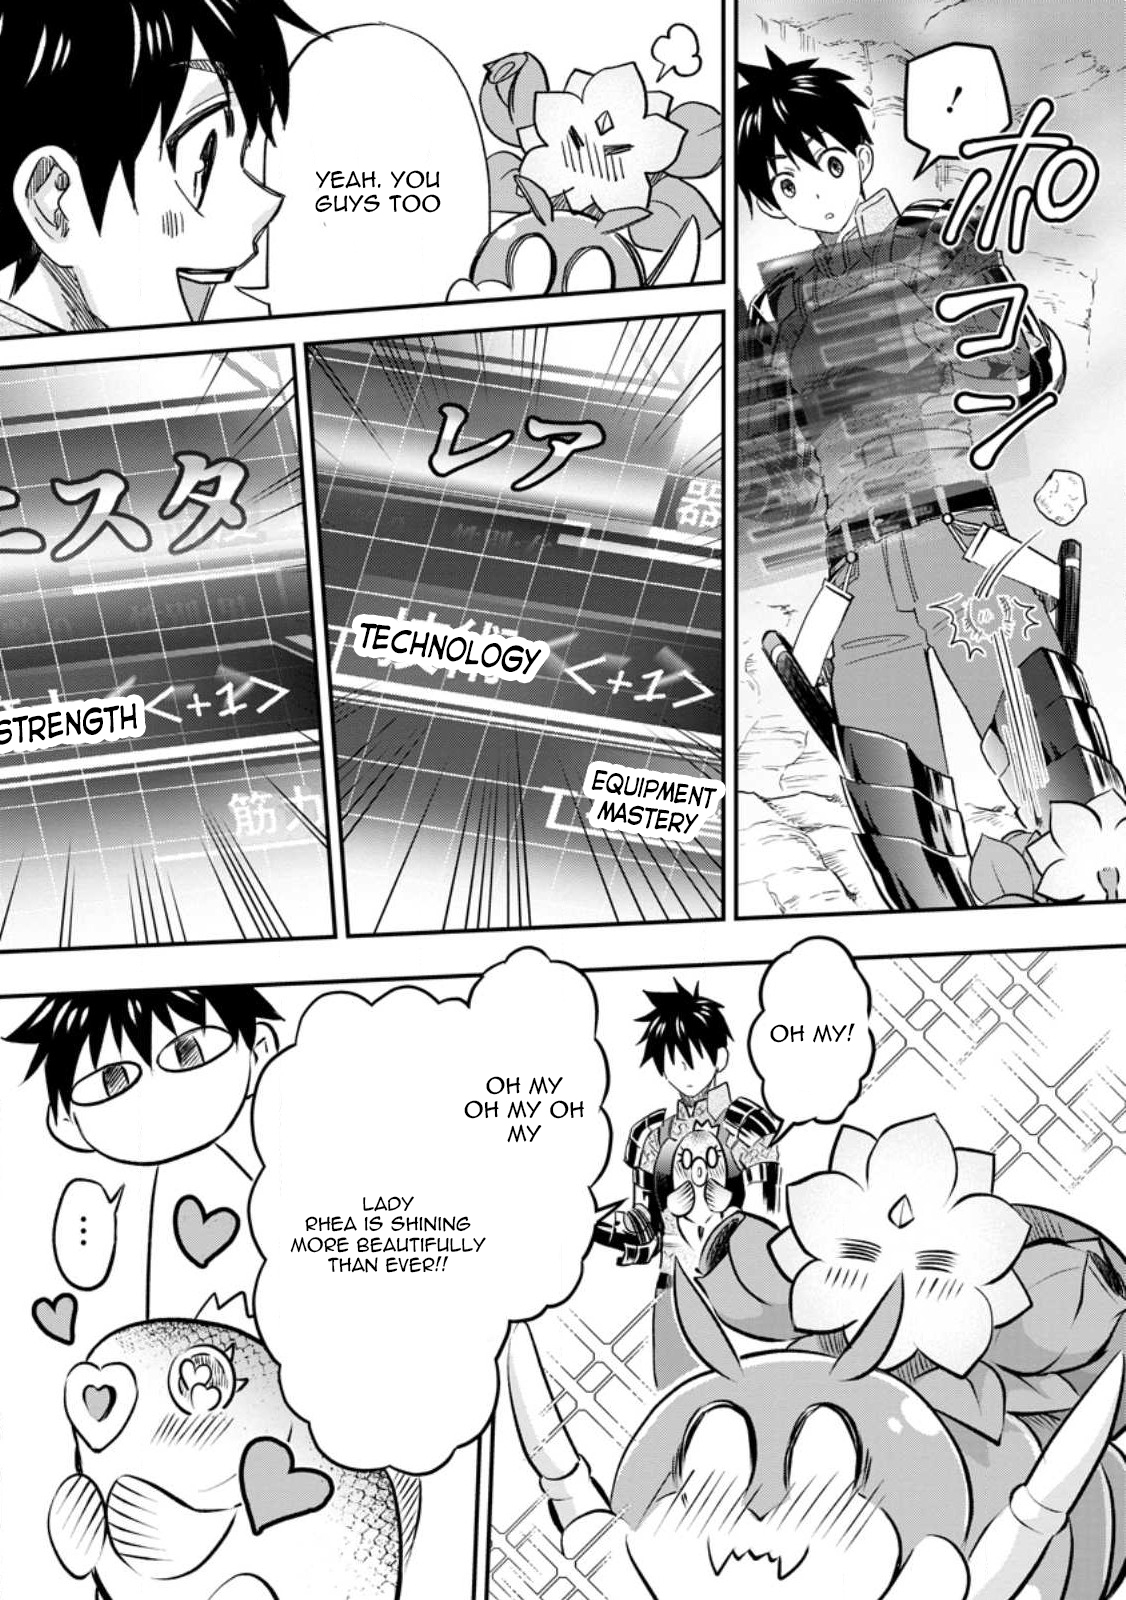 !
ポコン
YEAH. YOU
GUYS TOO
レア
器
TECHNOLOGY
<+1>
EQUIPMENT
MASTERY
ニスタ
STRENGTH
<+1>
筋力
OH MY!
OH MY
OH MY OH
MY
LADY
RHEA IS SHINING
MORE BEAUTIFULLY
THAN EVER!!
...